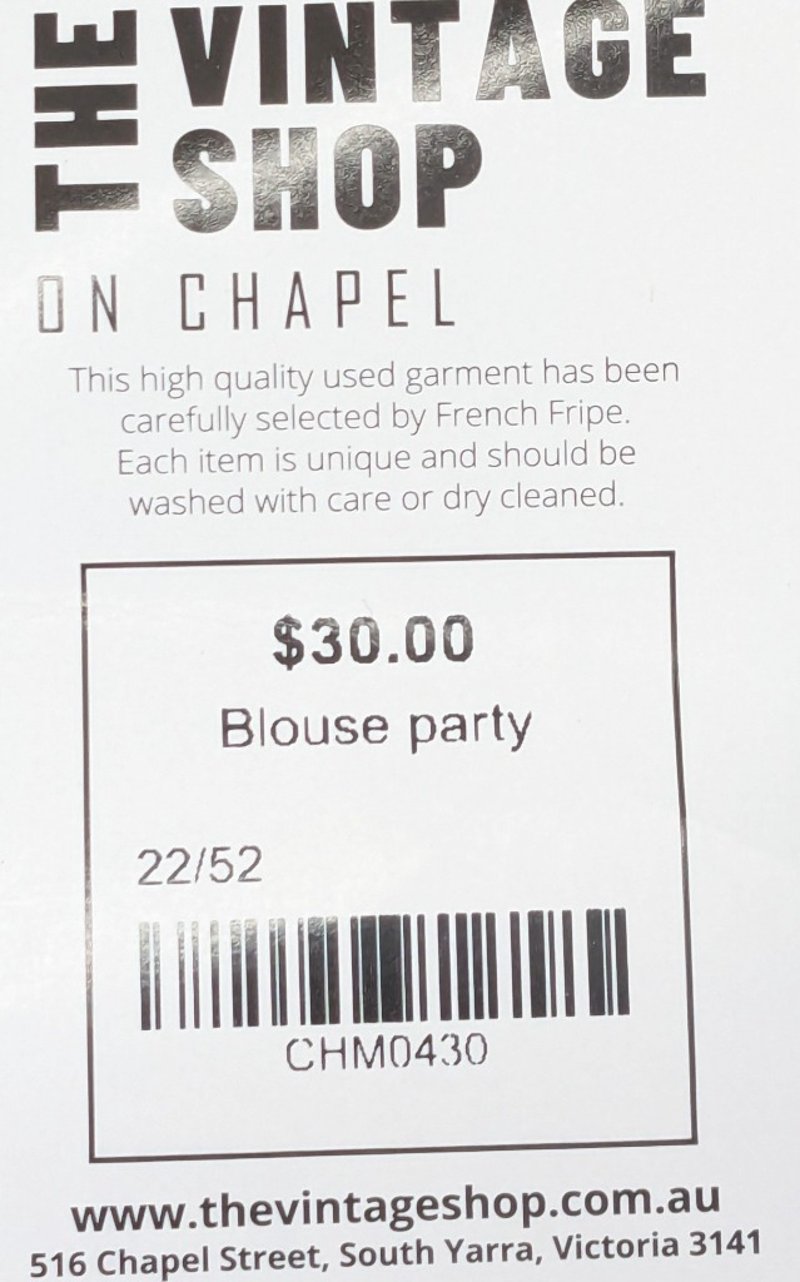 THE VINTAGE
SHOP
ON CHAPEL
This high quality used garment has been
carefully selected by French Fripe.
Each item is unique and should be
washed with care or dry cleaned.
$30.00
Blouse party
22/52
CHM0430
www.thevintageshop.com.au
516 Chapel Street, South Yarra, Victoria 3141